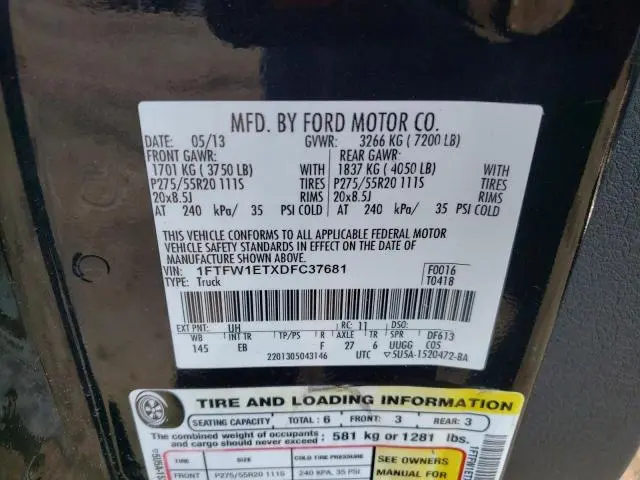 MFD. BY FORD MOTOR CO.
DATE: 05/13 GVWR: 3266 KG ( 7200 LB)
FRONT GAWR: REAR GAWR:
1701 KG ( 3750 LB) WITH 1837 KG ( 4050 LB) WITH
P275/55R20 111S TIRES P275/55R20 111S TIRES
20x8.5J RIMS 20x8.5J RIMS
AT 240 kPa/ 35 PSI COLD AT 240 kPa/ 35 PSI COLD
THIS VEHICLE CONFORMS TO ALL APPLICABLE FEDERAL MOTOR
VEHICLE SAFETY STANDARDS IN EFFECT ON THE DATE OF
MANUFACTURE SHOWN ABOVE.
VIN: 1FTFW1ETXDFC37681 F0016
TYPE: Truck T0418
EXT PNT: UH RC: 11 DSO:
WB INT TR TP/PS R AXLE TR SPR DF613
145 EB F 27 6 UUGG C05
2201305043146 UTC 5U5A-1520472-BA
TIRE AND LOADING INFORMATION
SEATING CAPACITY TOTAL: 6 FRONT: 3 REAR: 3
The combined weight of occupants and cargo should never exceed: 581 kg or 1281 lbs.
TIRE SIZE COLD TIRE PRESSURE SEE OWNERS
FRONT P275/55R20 111S 240 KPA, 35 PSI MANUAL FOR